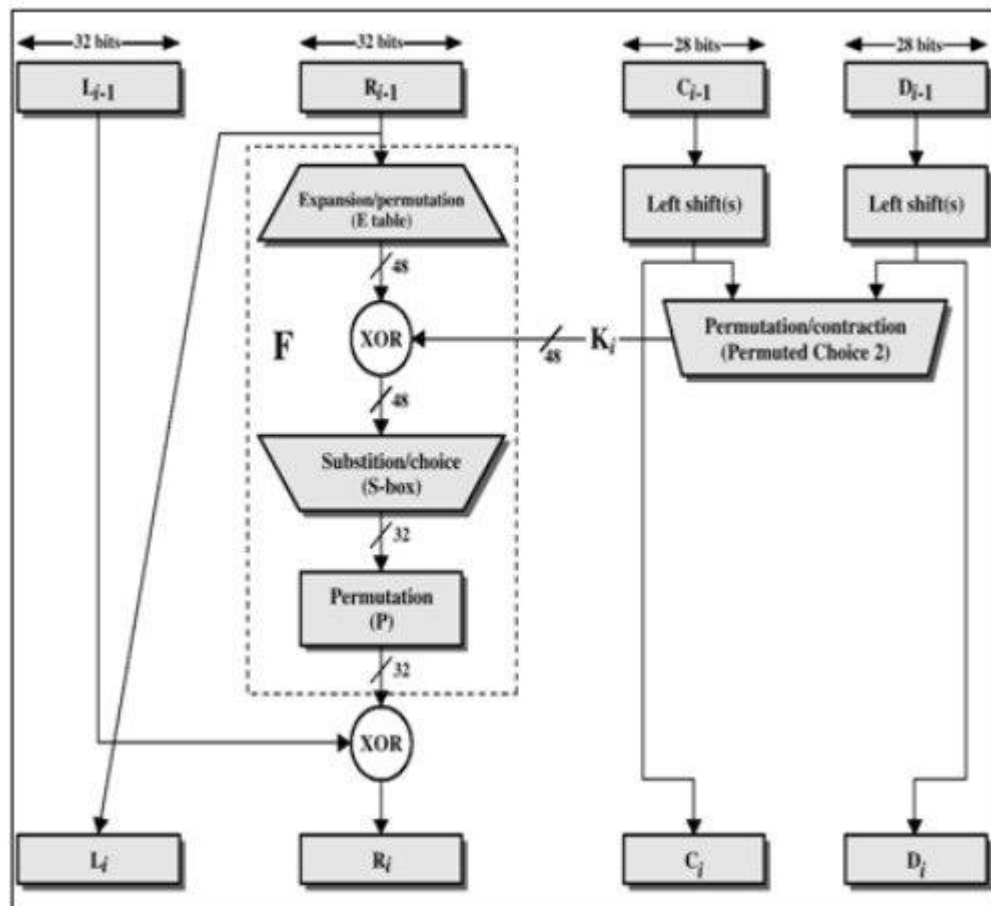 32 bits
32 bits
28 bits
28 bits
Li-1
Ri-1
Ci-1
Di-1
Expansion/permutation
(E table)
Left shift(s)
Left shift(s)
48
F
XOR
48
Ki
Permutation/contraction
(Permuted Choice 2)
48
Substition/choice
(S-box)
32
Permutation
(P)
32
XOR
Li
Ri
Ci
Di